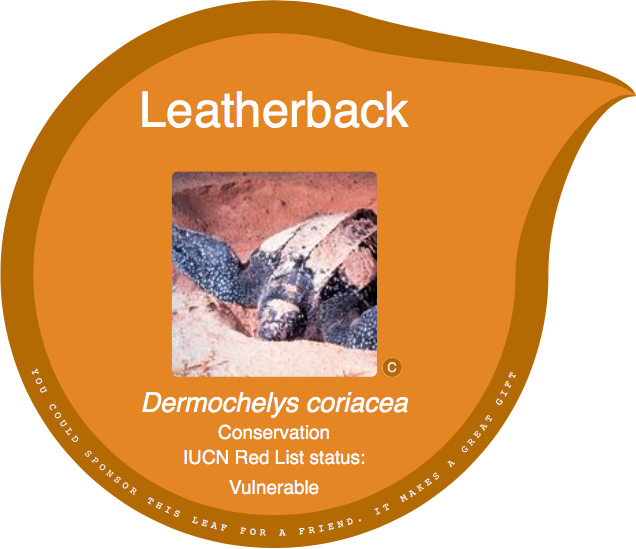 Leatherback
C
Dermochelys coriacea
Conservation
IUCN Red List status:
Vulnerable
YOU COULD SPONSOR THIS LEAF FOR A FRIEND. IT MAKES A GREAT GIFT